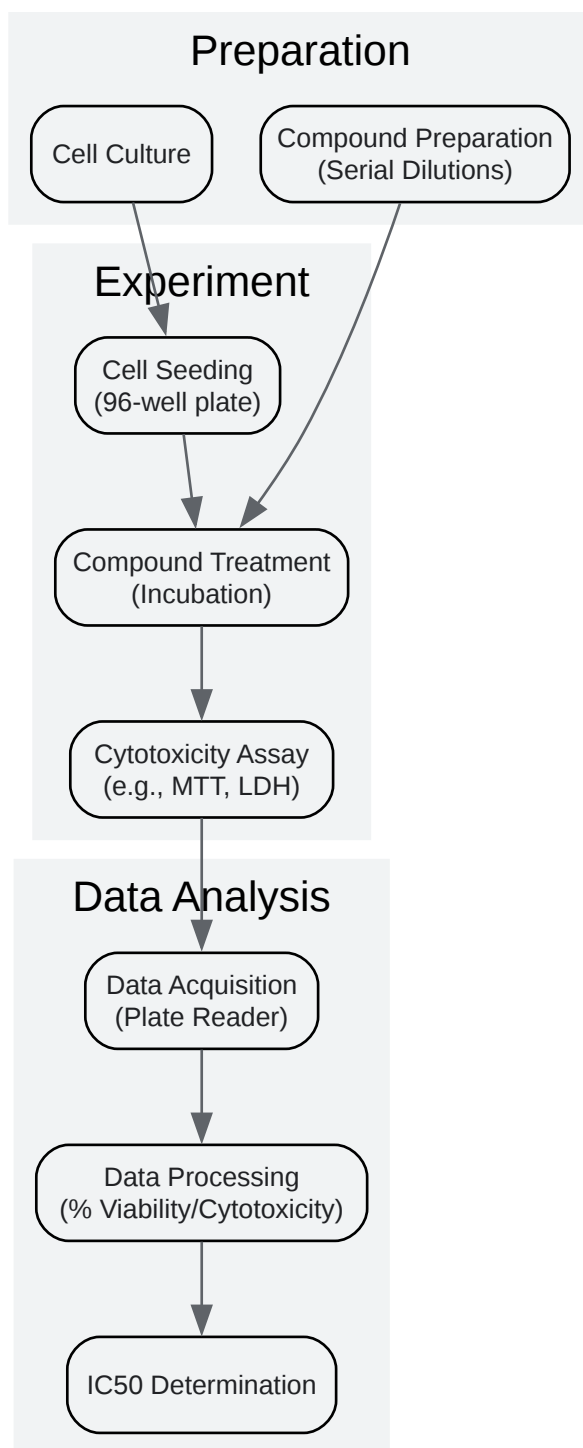 Preparation
Cell Culture
Compound Preparation
(Serial Dilutions)
Experiment
Cell Seeding
(96-well plate)
Compound Treatment
(Incubation)
Cytotoxicity Assay
(e.g., MTT, LDH)
Data Analysis
Data Acquisition
(Plate Reader)
Data Processing
(% Viability/Cytotoxicity)
IC50 Determination